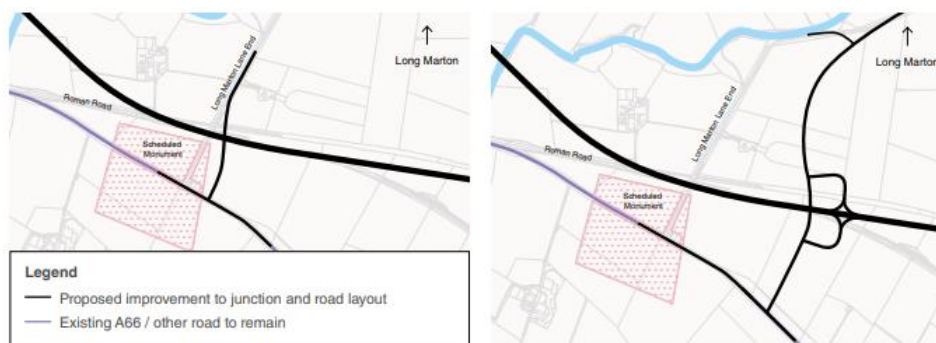 Long Marton
Long Marton Lane End
Roman Road
Scheduled
Monument
Legend
Proposed improvement to junction and road layout
Existing A66 / other road to remain
Long Marton
Long Marton Lane End
Roman Road
Scheduled
Monument